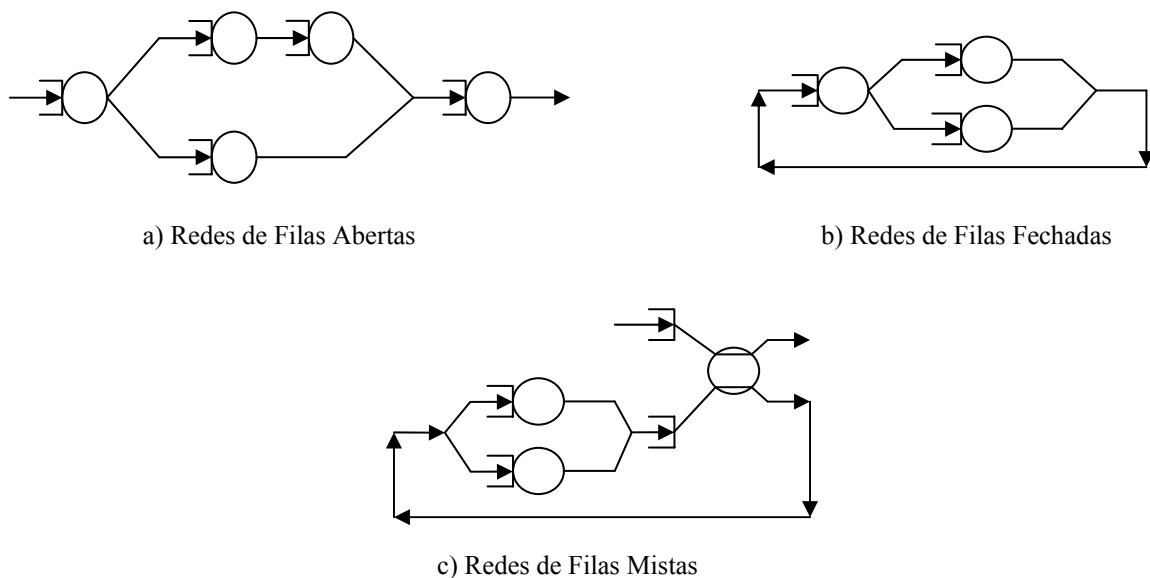 a) Redes de Filas Abertas
b) Redes de Filas Fechadas
c) Redes de Filas Mistas